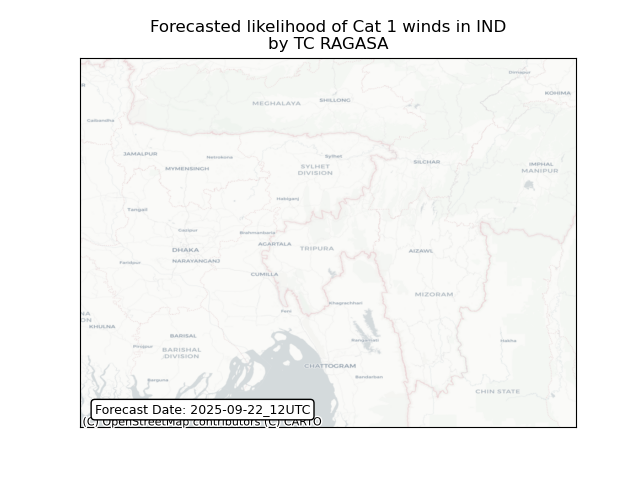 Forecasted likelihood of Cat 1 winds in IND
by TC RAGASA
Dimapur
KOHIMA
Gaibandha
MEGHALAYA
SHILLONG
JAMALPUR
Netrokona
Sylhet
MYMENSINGH
SYLHET
DIVISION
SILCHAR
IMPHAL
MANIPUR
Habiganj
Tangail
Gazipur
Brahmanbaria
DHAKA
AGARTALA
TRIPURA
AIZAWL
Faridpur
NARAYANGANJ
CUMILLA
MIZORAM
Khagrachhari
Feni
KHULNA
BARISAL
Rangamati
Hakha
Pirojpur
BARISHAL
DIVISION
CHATTOGRAM
Bandarban
Barguna
CHIN STATE
Forecast Date: 2025-09-22_12UTC
(C) OpenStreetMap contributors (C) CARTO